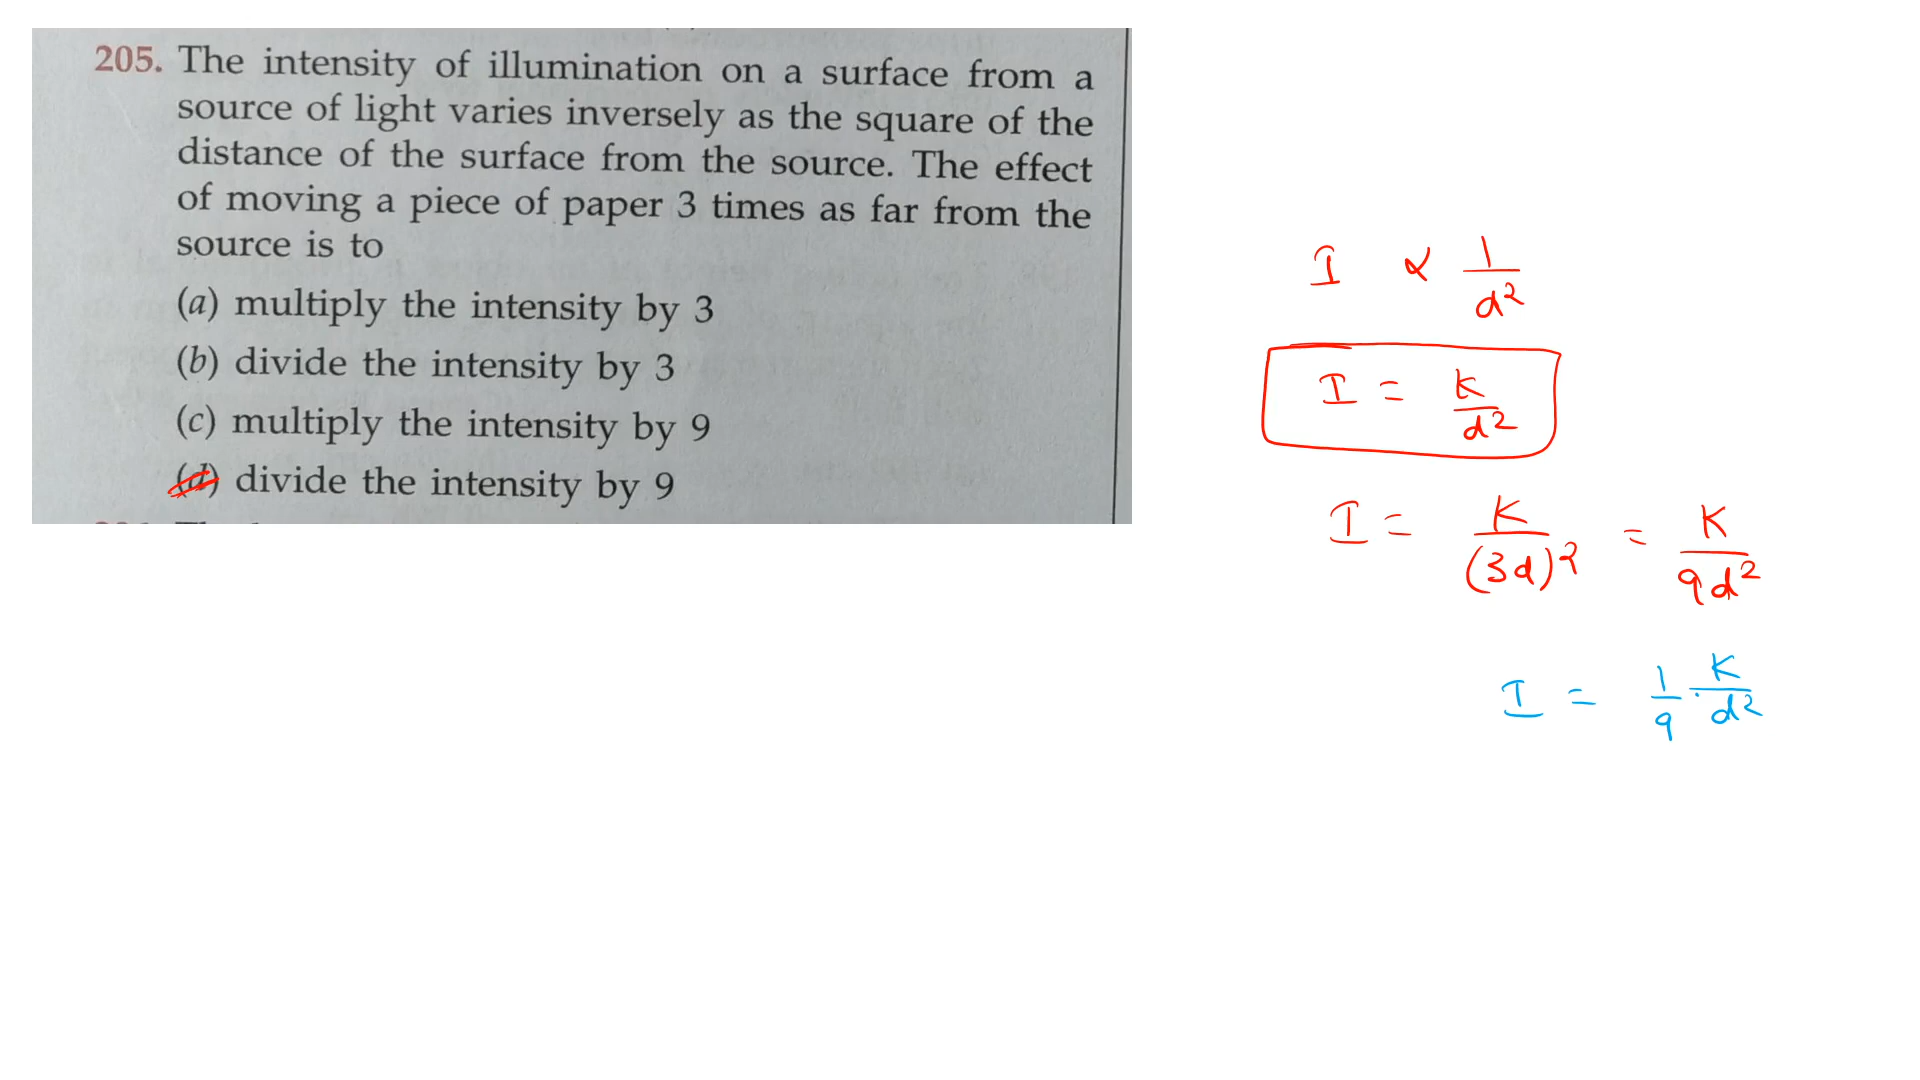 205. The intensity of illumination on a surface from a
source of light varies inversely as the square of the
distance of the surface from the source. The effect
of moving a piece of paper 3 times as far from the
source is to
(a) multiply the intensity by 3
(b) divide the intensity by 3
(c) multiply the intensity by 9
(d) divide the intensity by 9
I ∝ 1/d²
I = K/d²
I = K/(3d)² = K/9d²
I = 1/9 · K/d²